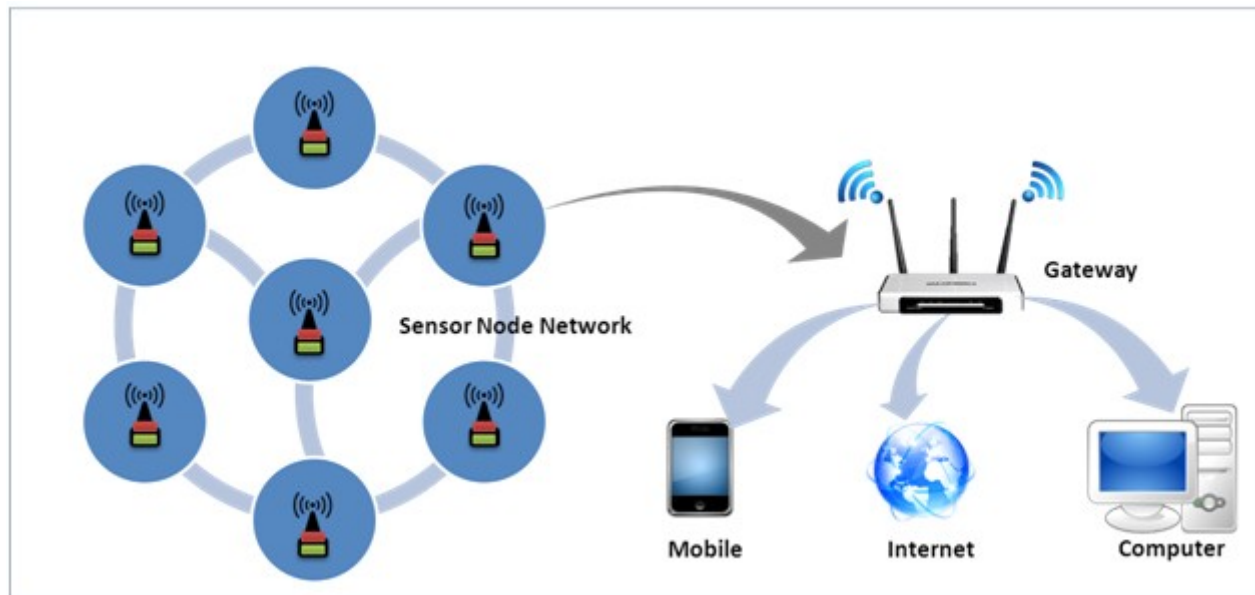 Sensor Node Network
Gateway
Mobile
Internet
Computer